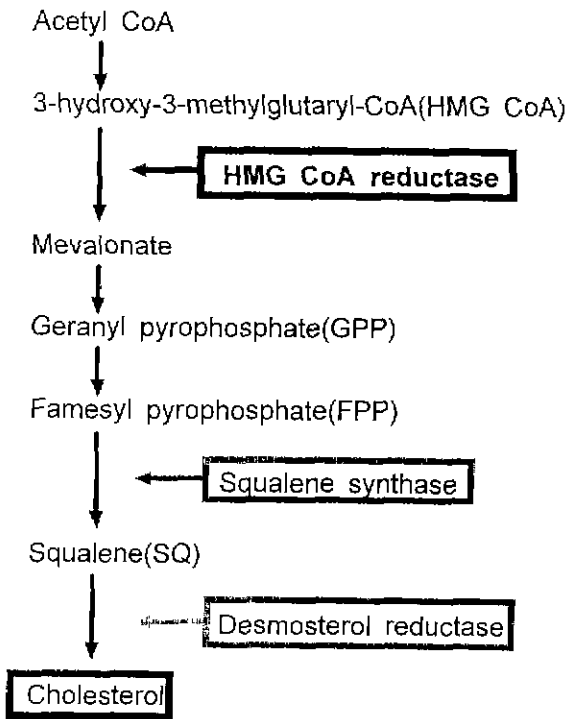 Acetyl CoA
3-hydroxy-3-methylglutaryl-CoA(HMG CoA)
HMG CoA reductase
Mevalonate
Geranyl pyrophosphate(GPP)
Famesyl pyrophosphate(FPP)
Squalene synthase
Squalene(SQ)
Desmosterol reductase
Cholesterol